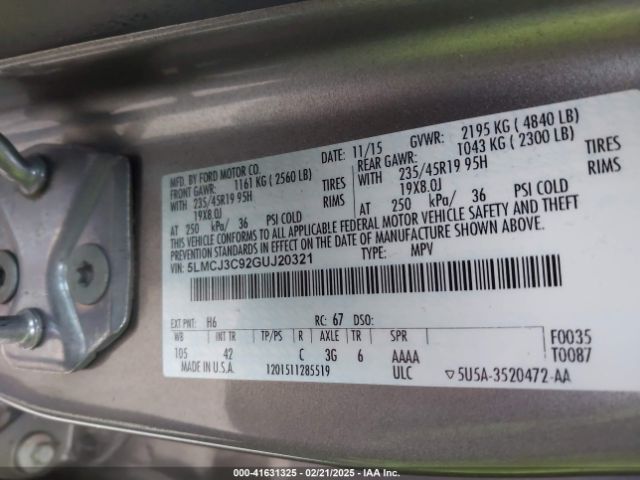 MFD. BY FORD MOTOR CO.
DATE: 11/15 GVWR: 2195 KG ( 4840 LB)
FRONT GAWR: 1161 KG ( 2560 LB) REAR GAWR: 1043 KG ( 2300 LB)
WITH 235/45R19 95H TIRES WITH 235/45R19 95H TIRES
19X8.0J RIMS 19X8.0J RIMS
AT 250 kPa/ 36 PSI COLD AT 250 kPa/ 36 PSI COLD
THIS VEHICLE CONFORMS TO ALL APPLICABLE FEDERAL MOTOR VEHICLE SAFETY AND THEFT
PREVENTION STANDARDS IN EFFECT ON THE DATE OF MANUFACTURE SHOWN ABOVE.
VIN: 5LMCJ3C92GUJ20321 TYPE: MPV
EXT PNT: H6 RC: 67 DSO:
WB INT TR TP/PS R AXLE TR SPR F0035
105 42 C 3G 6 AAAA T0087
MADE IN U.S.A. 1201511285519 ULC ▽5U5A-3520472-AA
© 00-41631325 - 02/21/2025 - IAA Inc.